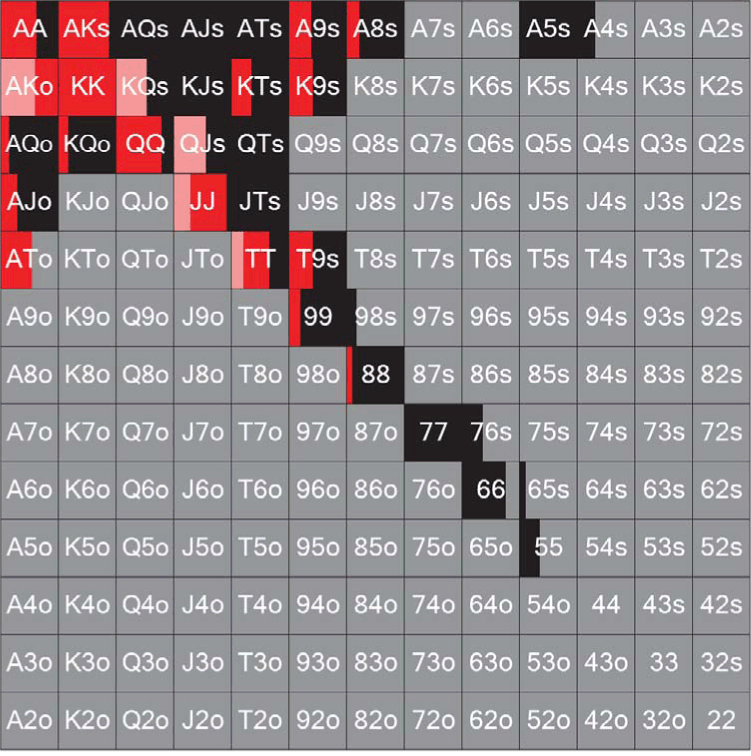 AA AKs AQs AJs ATs A9s A8s A7s A6s A5s A4s A3s A2s
AKo KK KQs KJs KTs K9s K8s K7s K6s K5s K4s K3s K2s
AQo KQo QQ QJs QTs Q9s Q8s Q7s Q6s Q5s Q4s Q3s Q2s
AJo KJo QJo JJ JTs J9s J8s J7s J6s J5s J4s J3s J2s
ATo KTo QTo JTo TT T9s T8s T7s T6s T5s T4s T3s T2s
A9o K9o Q9o J9o T9o 99 98s 97s 96s 95s 94s 93s 92s
A8o K8o Q8o J8o T8o 98o 88 87s 86s 85s 84s 83s 82s
A7o K7o Q7o J7o T7o 97o 87o 77 76s 75s 74s 73s 72s
A6o K6o Q6o J6o T6o 96o 86o 76o 66 65s 64s 63s 62s
A5o K5o Q5o J5o T5o 95o 85o 75o 65o 55 54s 53s 52s
A4o K4o Q4o J4o T4o 94o 84o 74o 64o 54o 44 43s 42s
A3o K3o Q3o J3o T3o 93o 83o 73o 63o 53o 43o 33 32s
A2o K2o Q2o J2o T2o 92o 82o 72o 62o 52o 42o 32o 22